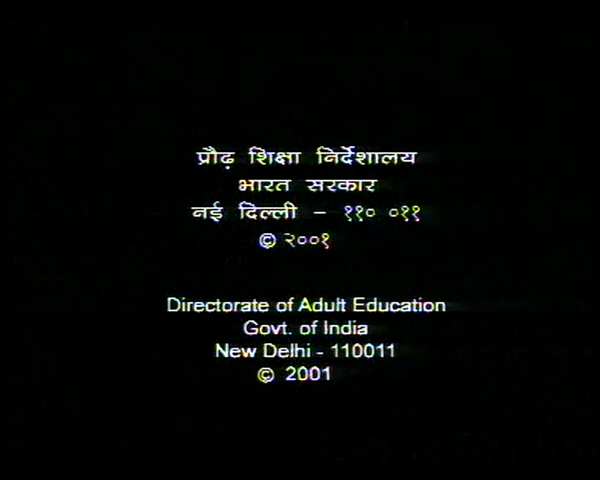 प्रौढ़ शिक्षा निर्देशालय
भारत सरकार
नई दिल्ली – ११० ०११
© २००१
Directorate of Adult Education
Govt. of India
New Delhi - 110011
© 2001